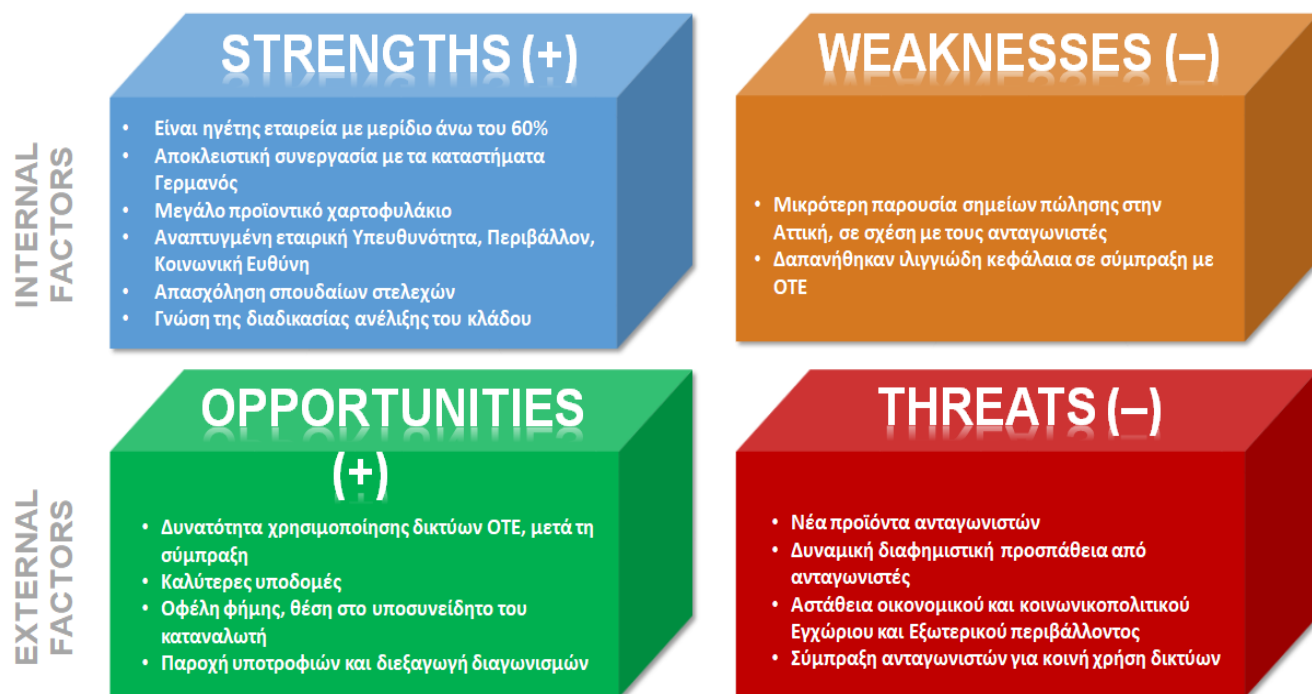 INTERNAL
FACTORS
STRENGTHS (+)
• Είναι ηγέτης εταιρεία με μερίδιο άνω του 60%
• Αποκλειστική συνεργασία με τα καταστήματα
Γερμανός
• Μεγάλο προϊοντικό χαρτοφυλάκιο
• Αναπτυγμένη εταιρική Υπευθυνότητα, Περιβάλλον,
Κοινωνική Ευθύνη
• Απασχόληση σπουδαίων στελεχών
• Γνώση της διαδικασίας ανέλιξης του κλάδου
WEAKNESSES (–)
• Μικρότερη παρουσία σημείων πώλησης στην
Αττική, σε σχέση με τους ανταγωνιστές
• Δαπανήθηκαν ιλιγγιώδη κεφάλαια σε σύμπραξη με
ΟΤΕ
EXTERNAL
FACTORS
OPPORTUNITIES
(+)
• Δυνατότητα χρησιμοποίησης δικτύων ΟΤΕ, μετά τη
σύμπραξη
• Καλύτερες υποδομές
• Οφέλη φήμης, θέση στο υποσυνείδητο του
καταναλωτή
• Παροχή υποτροφιών και διεξαγωγή διαγωνισμών
THREATS (–)
• Νέα προϊόντα ανταγωνιστών
• Δυναμική διαφημιστική προσπάθεια από
ανταγωνιστές
• Αστάθεια οικονομικού και κοινωνικοπολιτικού
Εγχώριου και Εξωτερικού περιβάλλοντος
• Σύμπραξη ανταγωνιστών για κοινή χρήση δικτύων